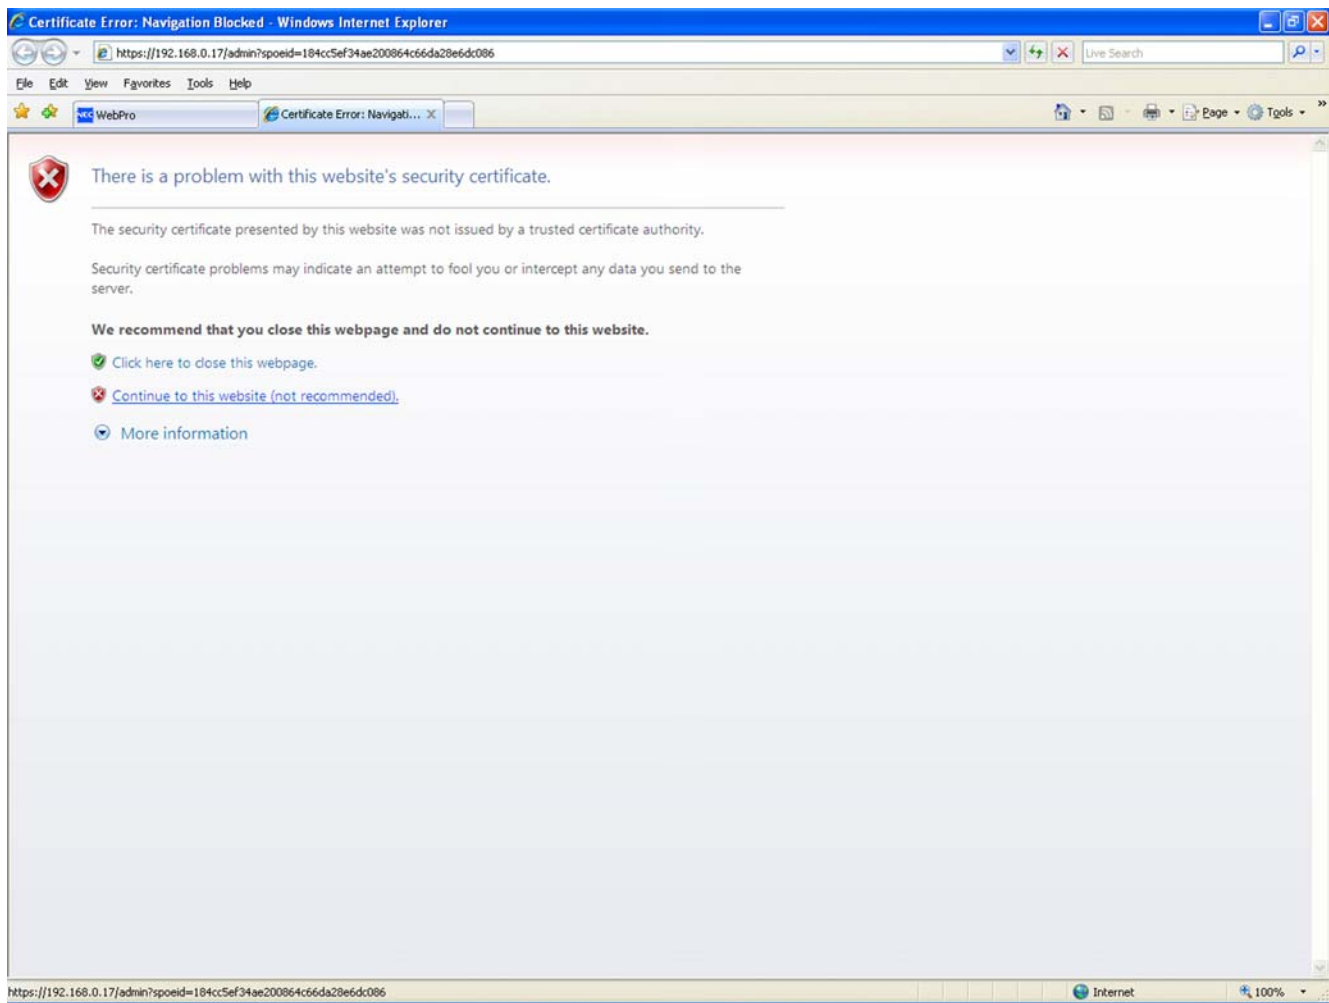 Certificate Error: Navigation Blocked - Windows Internet Explorer
https://192.168.0.17/admin?spoeid=184cc5ef34ae200864c66da28e6dc086
Live Search
File Edit View Favorites Tools Help
NEC WebPro
Certificate Error: Navigati...
Page
Tools
There is a problem with this website's security certificate.
The security certificate presented by this website was not issued by a trusted certificate authority.
Security certificate problems may indicate an attempt to fool you or intercept any data you send to the
server.
We recommend that you close this webpage and do not continue to this website.
Click here to close this webpage.
Continue to this website (not recommended).
More information
https://192.168.0.17/admin?spoeid=184cc5ef34ae200864c66da28e6dc086
Internet
100%